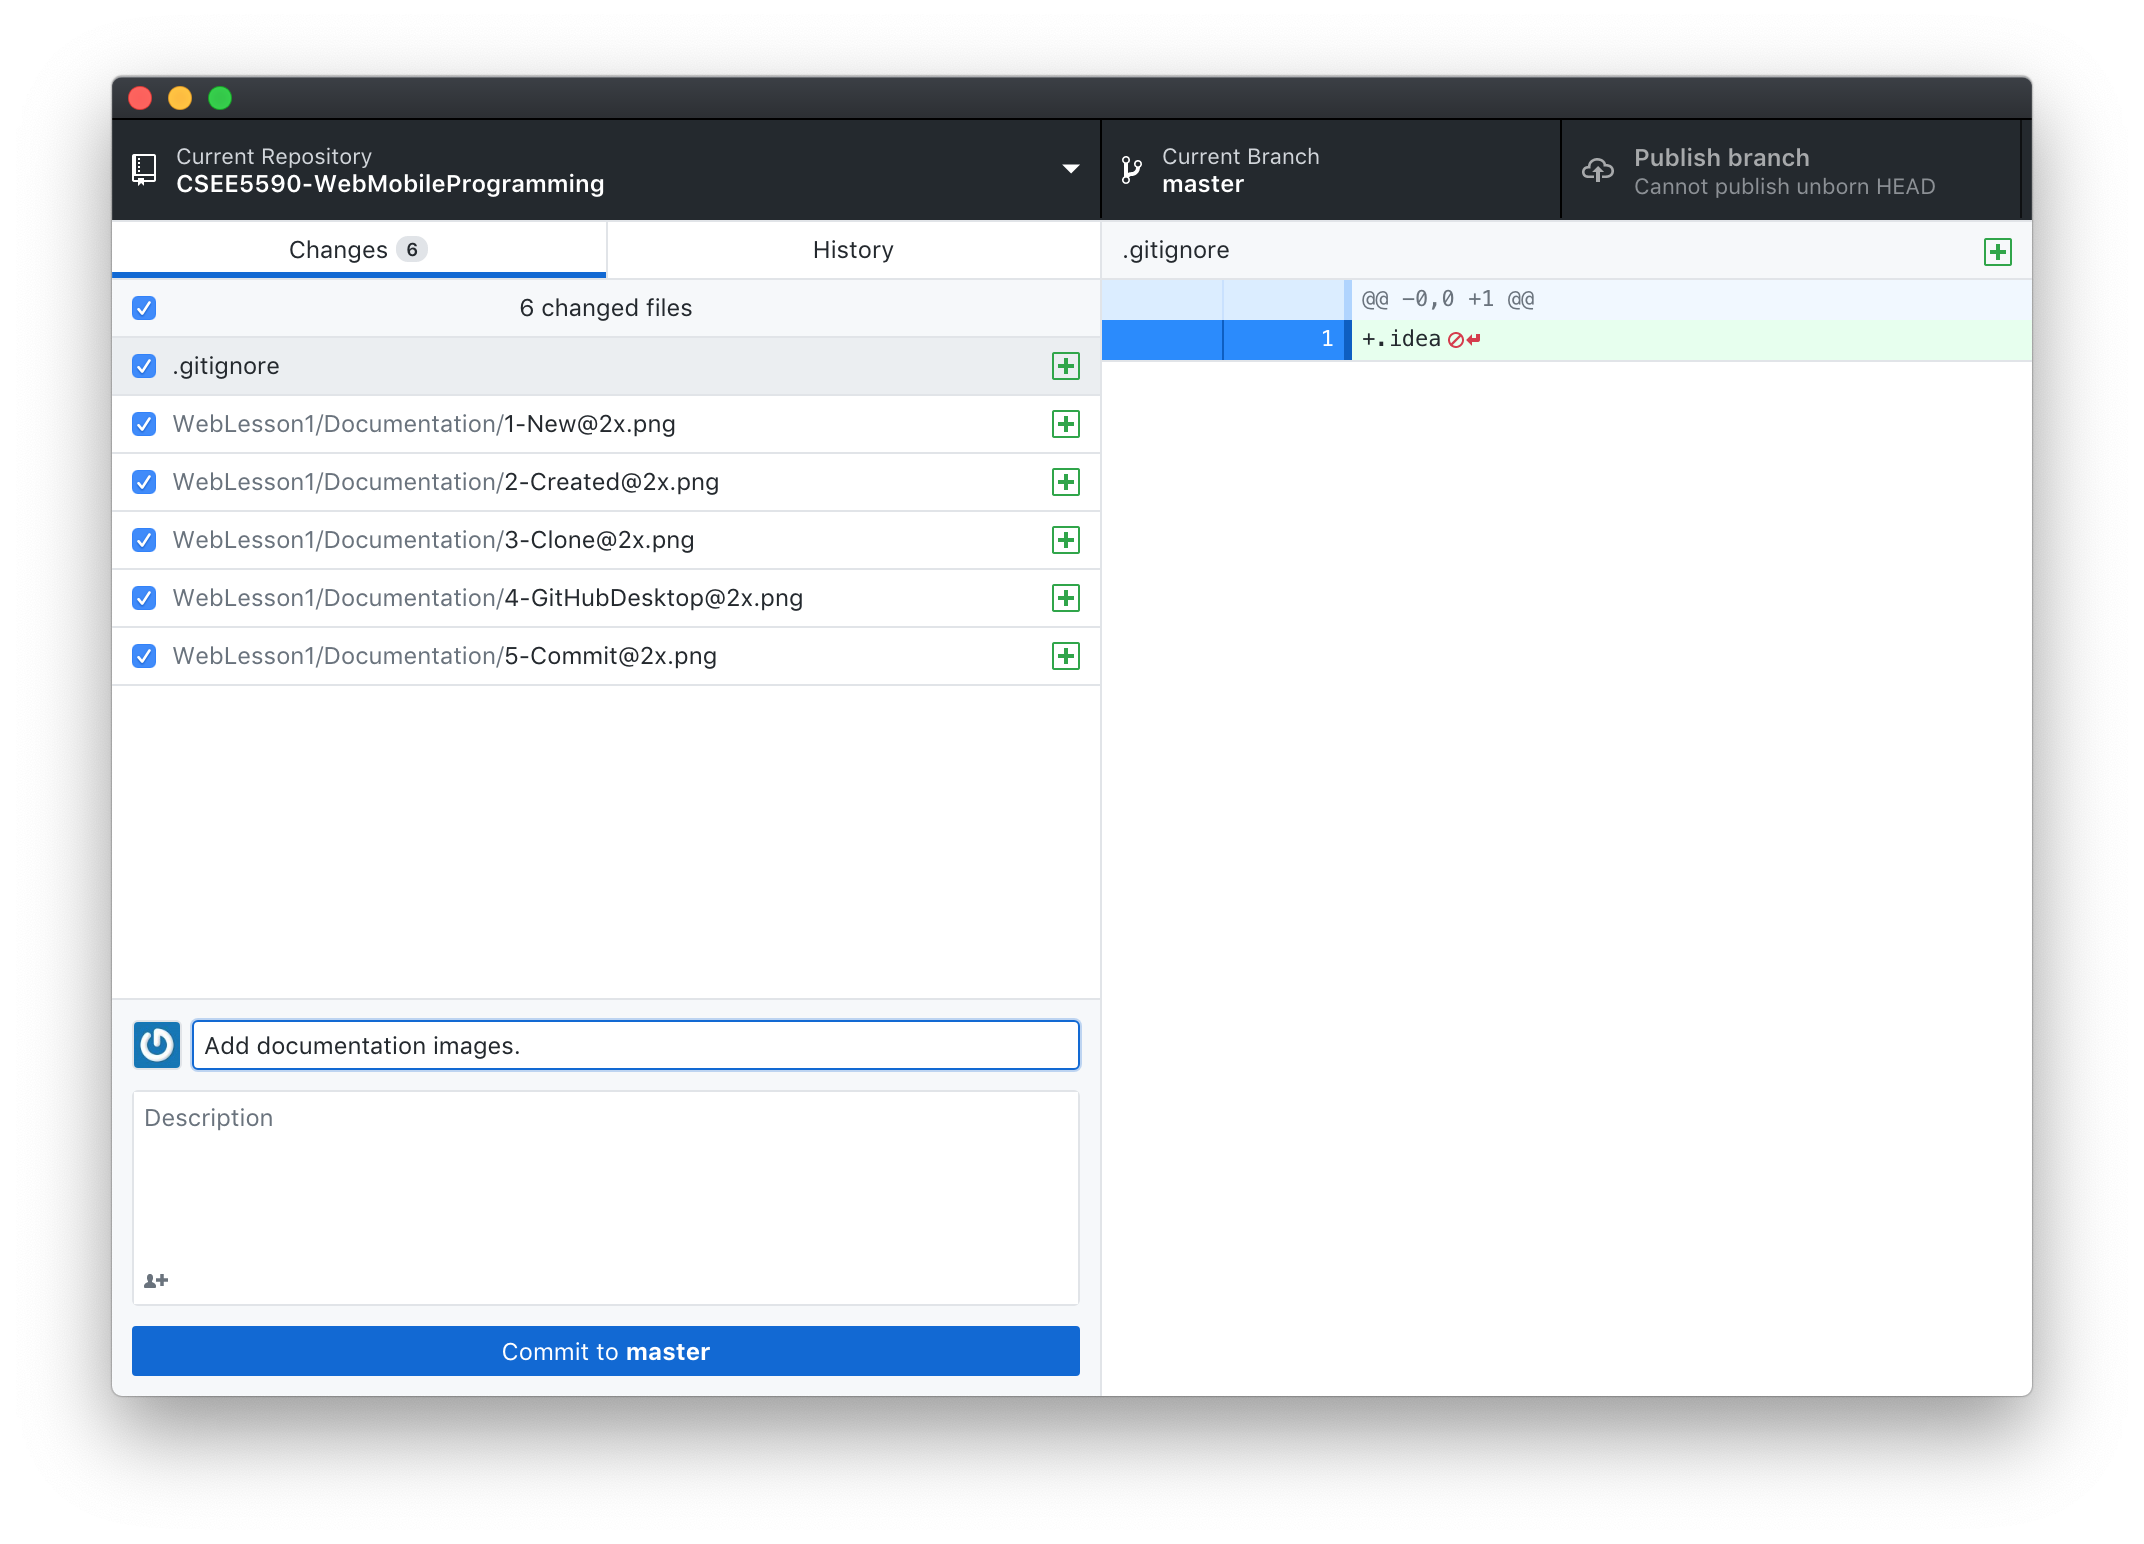 Current Repository
CSEE5590-WebMobileProgramming
Current Branch
master
Publish branch
Cannot publish unborn HEAD
Changes 6
History
6 changed files
.gitignore
WebLesson1/Documentation/1-New@2x.png
WebLesson1/Documentation/2-Created@2x.png
WebLesson1/Documentation/3-Clone@2x.png
WebLesson1/Documentation/4-GitHubDesktop@2x.png
WebLesson1/Documentation/5-Commit@2x.png
Add documentation images.
Description
Commit to master
.gitignore
@@ -0,0 +1 @@
1 +.idea